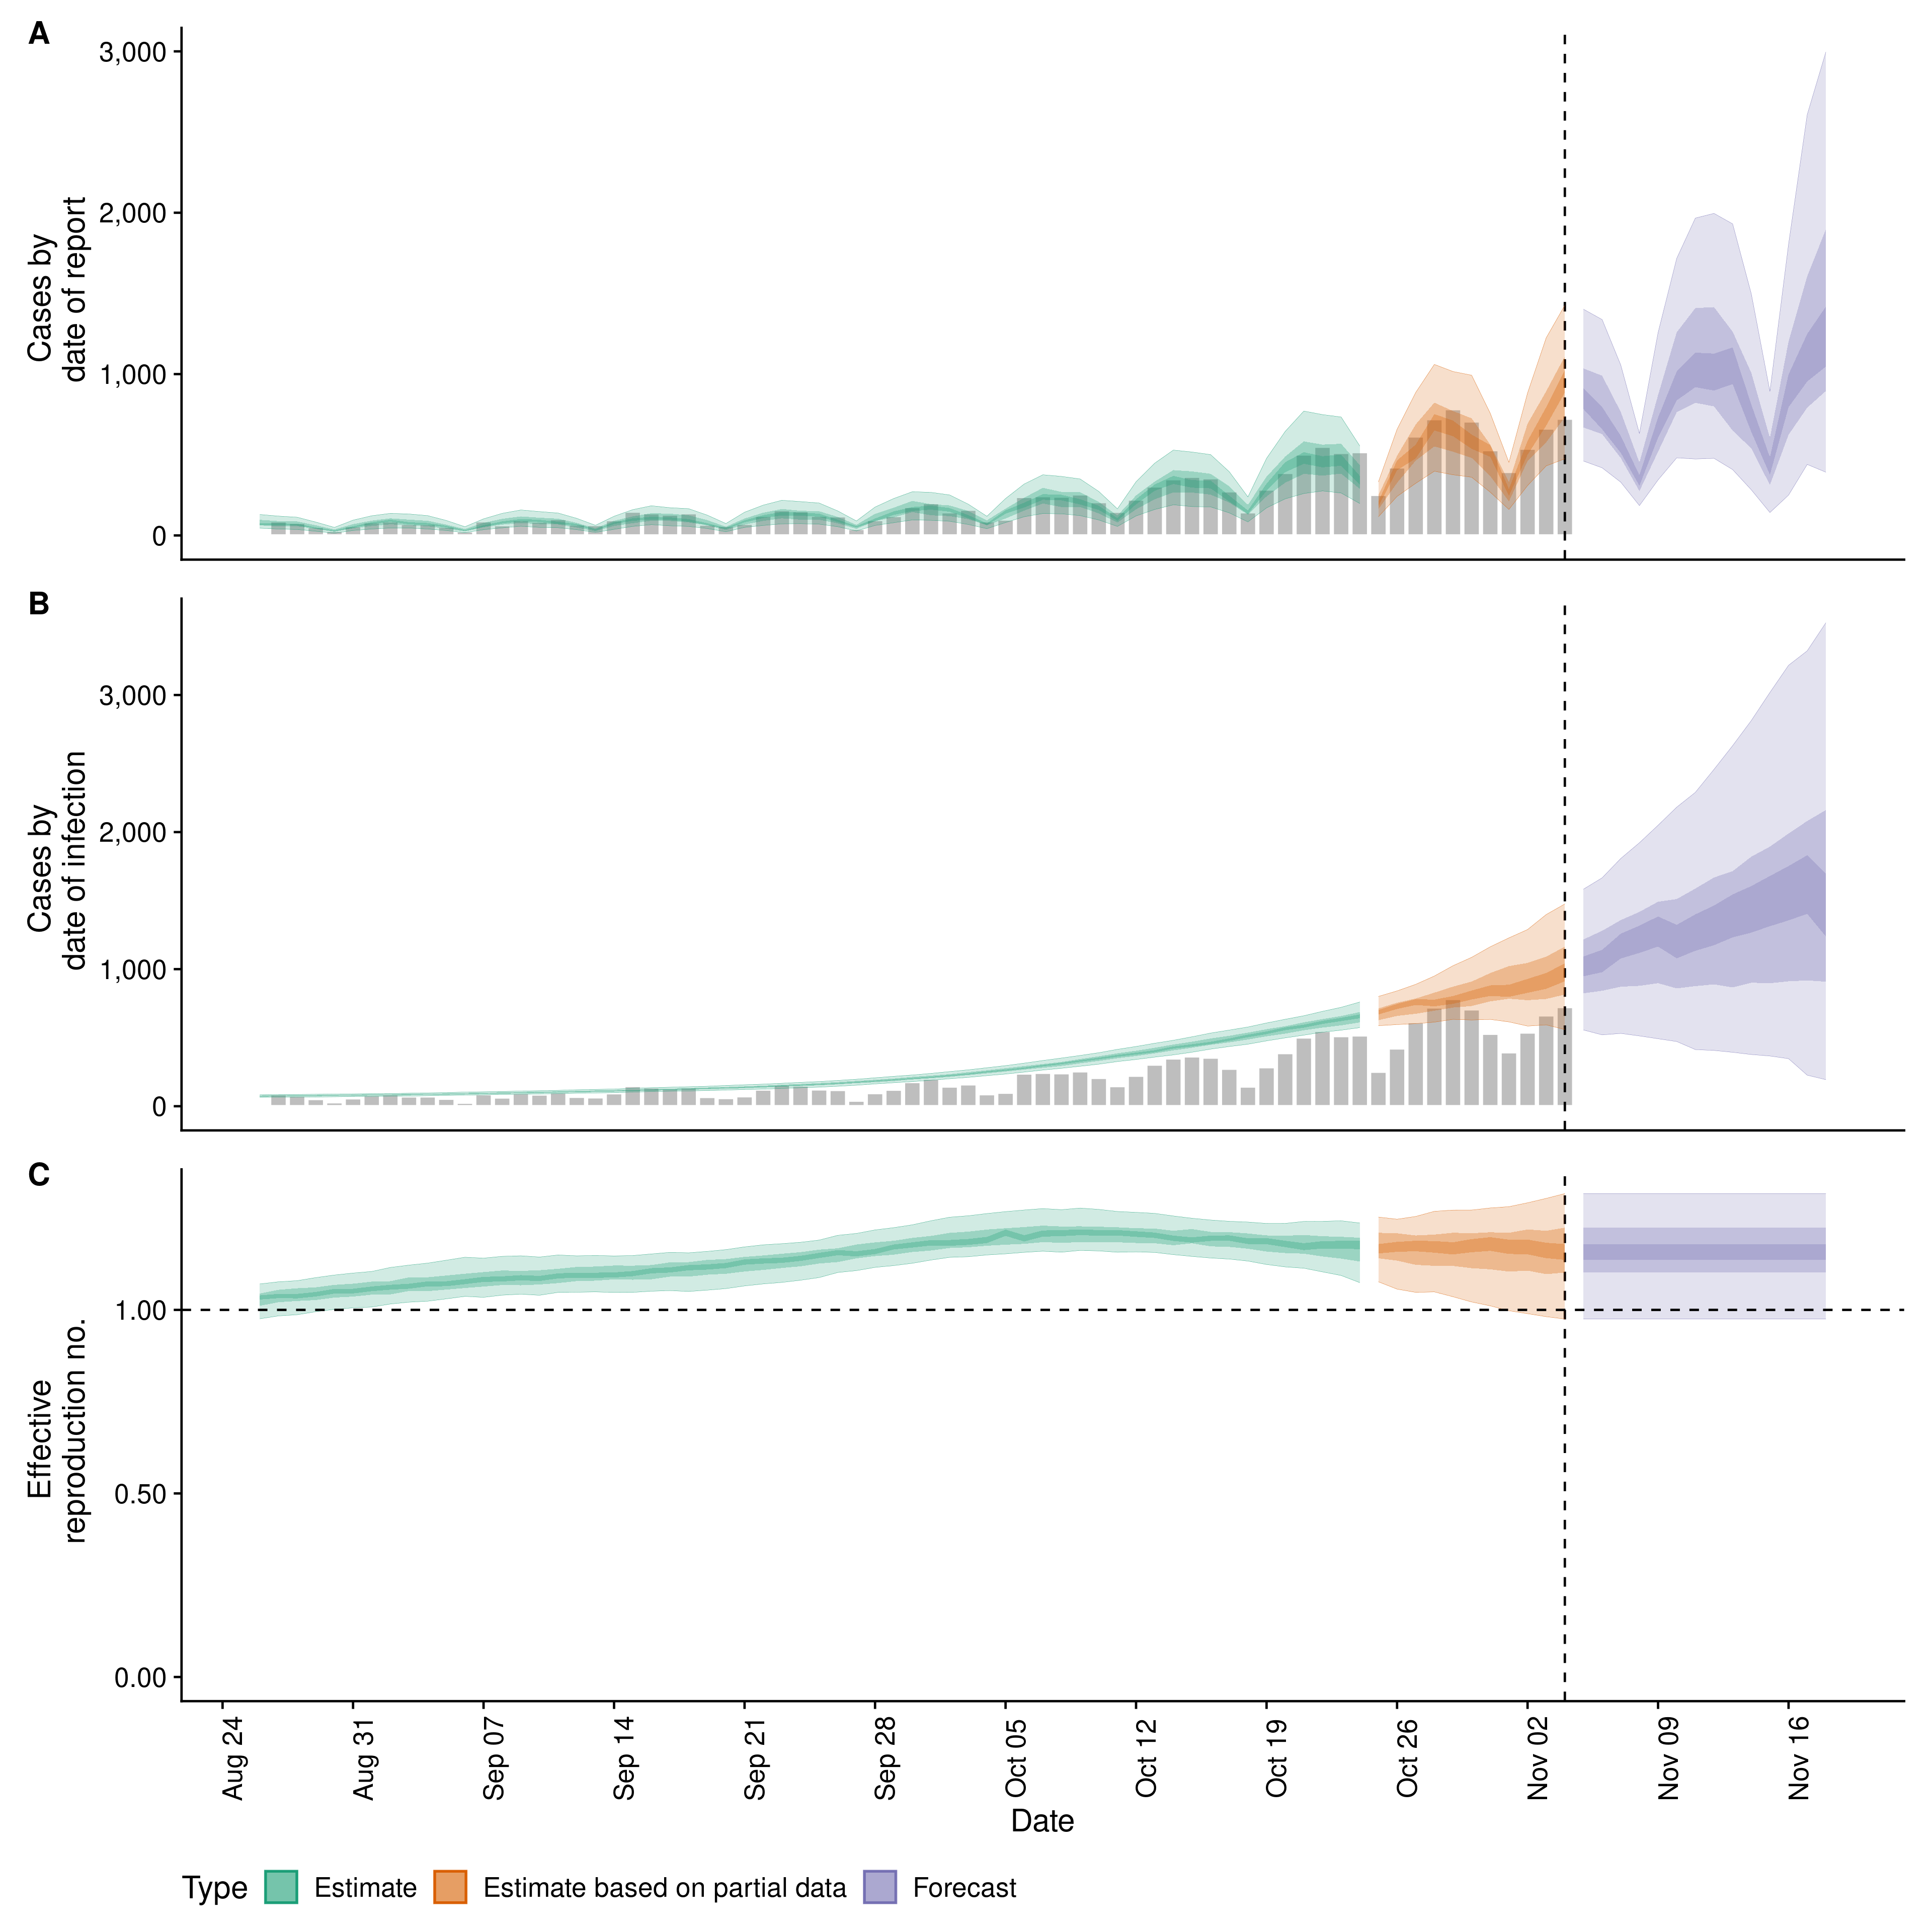 A
3,000
2,000
1,000
0
Cases by
date of report
B
3,000
2,000
1,000
0
Cases by
date of infection
C
1.00
0.50
0.00
Effective
reproduction no.
Aug 24
Aug 31
Sep 07
Sep 14
Sep 21
Sep 28
Oct 05
Oct 12
Oct 19
Oct 26
Nov 02
Nov 09
Nov 16
Date
Type Estimate Estimate based on partial data Forecast